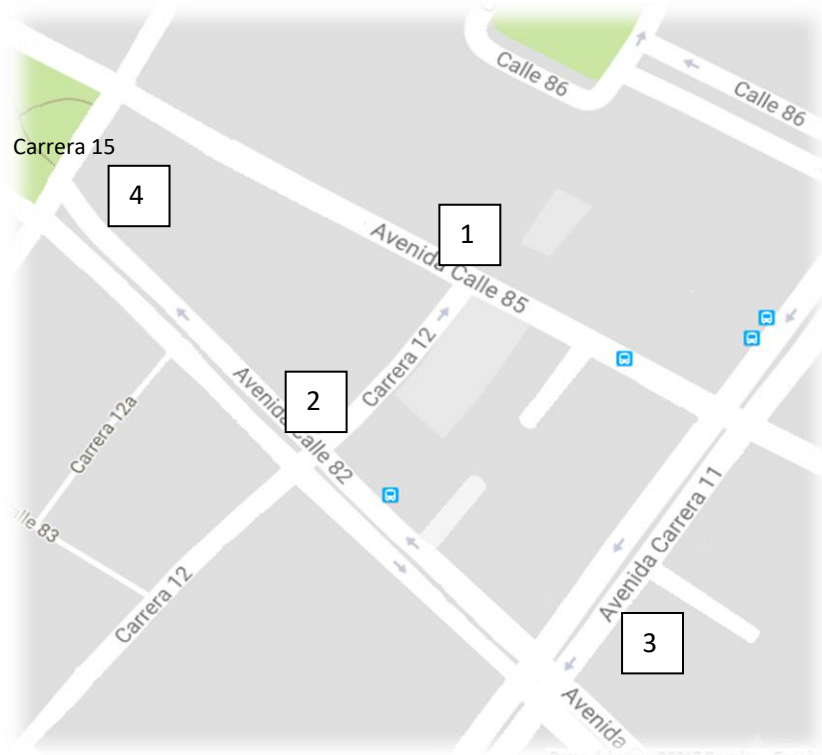 Calle 86
Calle 86
Carrera 15
4
1
Avenida Calle 85
Carrera 12
2
Avenida Calle 82
Carrera 12a
alle 83
Carrera 12
Avenida Carrera 11
3
Avenida